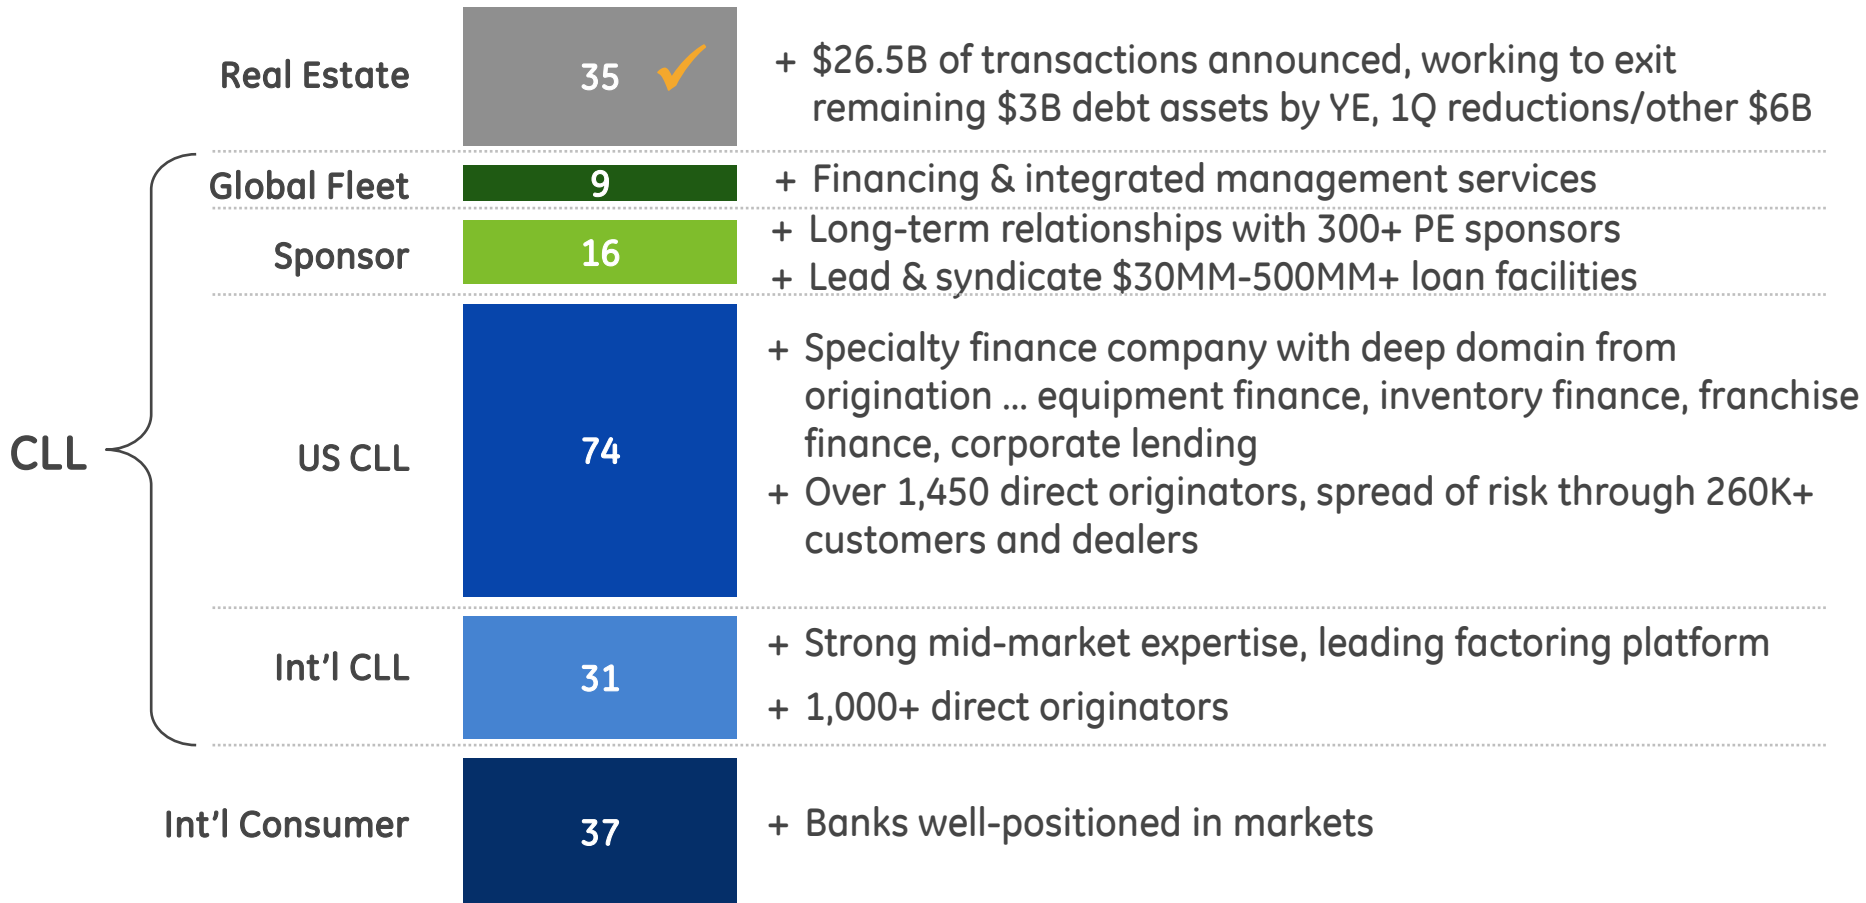 Real Estate
35
+ $26.5B of transactions announced, working to exit
remaining $3B debt assets by YE, 1Q reductions/other $6B
Global Fleet
9
+ Financing & integrated management services
Sponsor
16
+ Long-term relationships with 300+ PE sponsors
+ Lead & syndicate $30MM-500MM+ loan facilities
CLL
US CLL
74
+ Specialty finance company with deep domain from
origination ... equipment finance, inventory finance, franchise
finance, corporate lending
+ Over 1,450 direct originators, spread of risk through 260K+
customers and dealers
Int'l CLL
31
+ Strong mid-market expertise, leading factoring platform
+ 1,000+ direct originators
Int'l Consumer
37
+ Banks well-positioned in markets